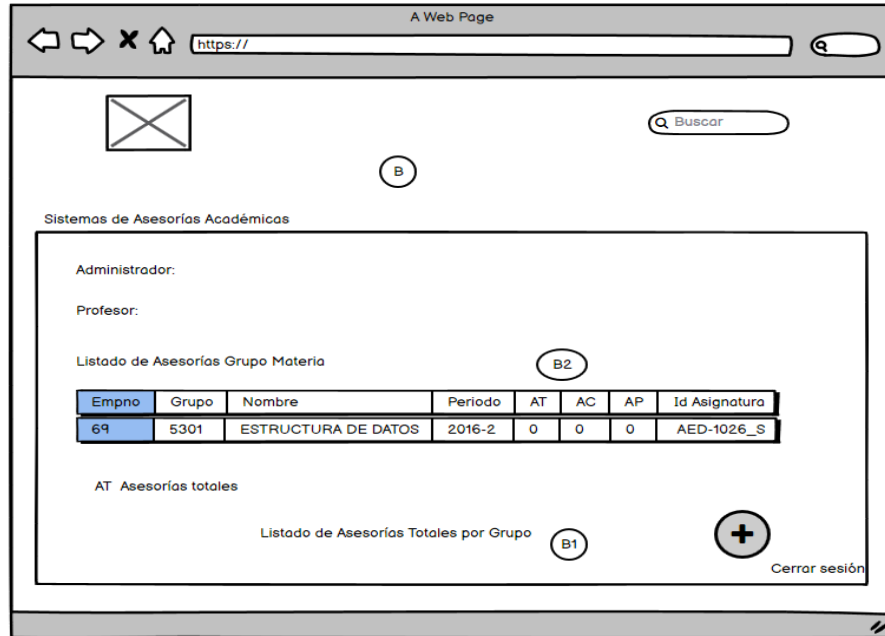 A Web Page
https://
Buscar
B
Sistemas de Asesorías Académicas
Administrador:
Profesor:
Listado de Asesorías Grupo Materia
B2
Empno Grupo Nombre Periodo AT AC AP Id Asignatura
69 5301 ESTRUCTURA DE DATOS 2016-2 0 0 0 AED-1026_S
AT Asesorías totales
Listado de Asesorías Totales por Grupo
B1
Cerrar sesión